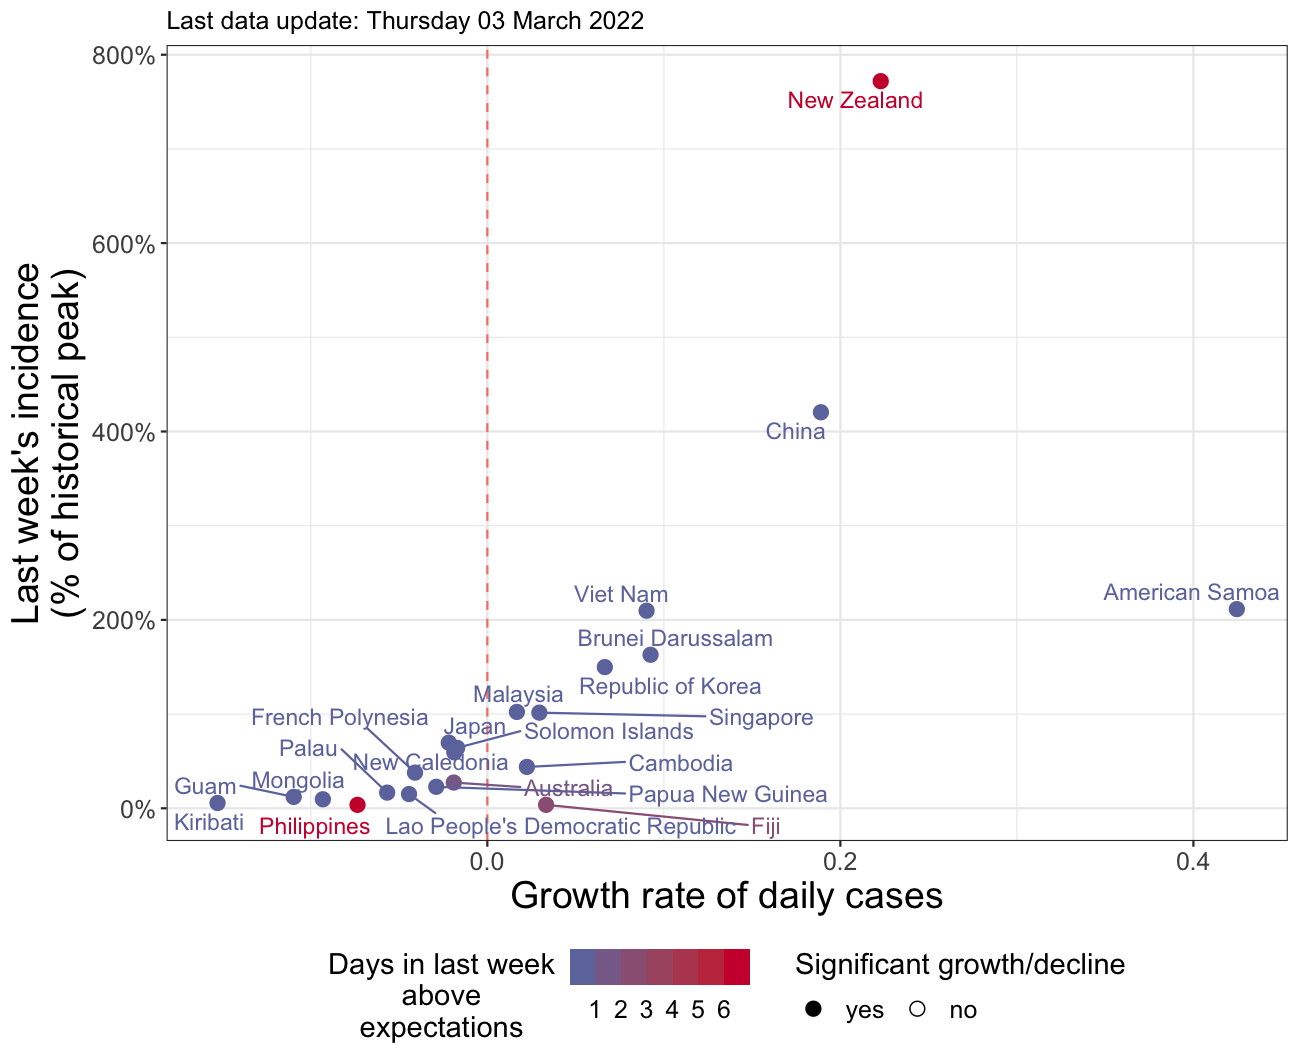 Last data update: Thursday 03 March 2022
800%
600%
400%
200%
0%
Last week's incidence
(% of historical peak)
New Zealand
China
Viet Nam
American Samoa
Brunei Darussalam
Republic of Korea
Malaysia
French Polynesia
Singapore
Japan
Solomon Islands
Palau
New Caledonia
Cambodia
Guam
Mongolia
Australia
Papua New Guinea
Kiribati
Philippines
Lao People's Democratic Republic
Fiji
0.0
0.2
0.4
Growth rate of daily cases
Days in last week
above
expectations
1 2 3 4 5 6
Significant growth/decline
yes
no